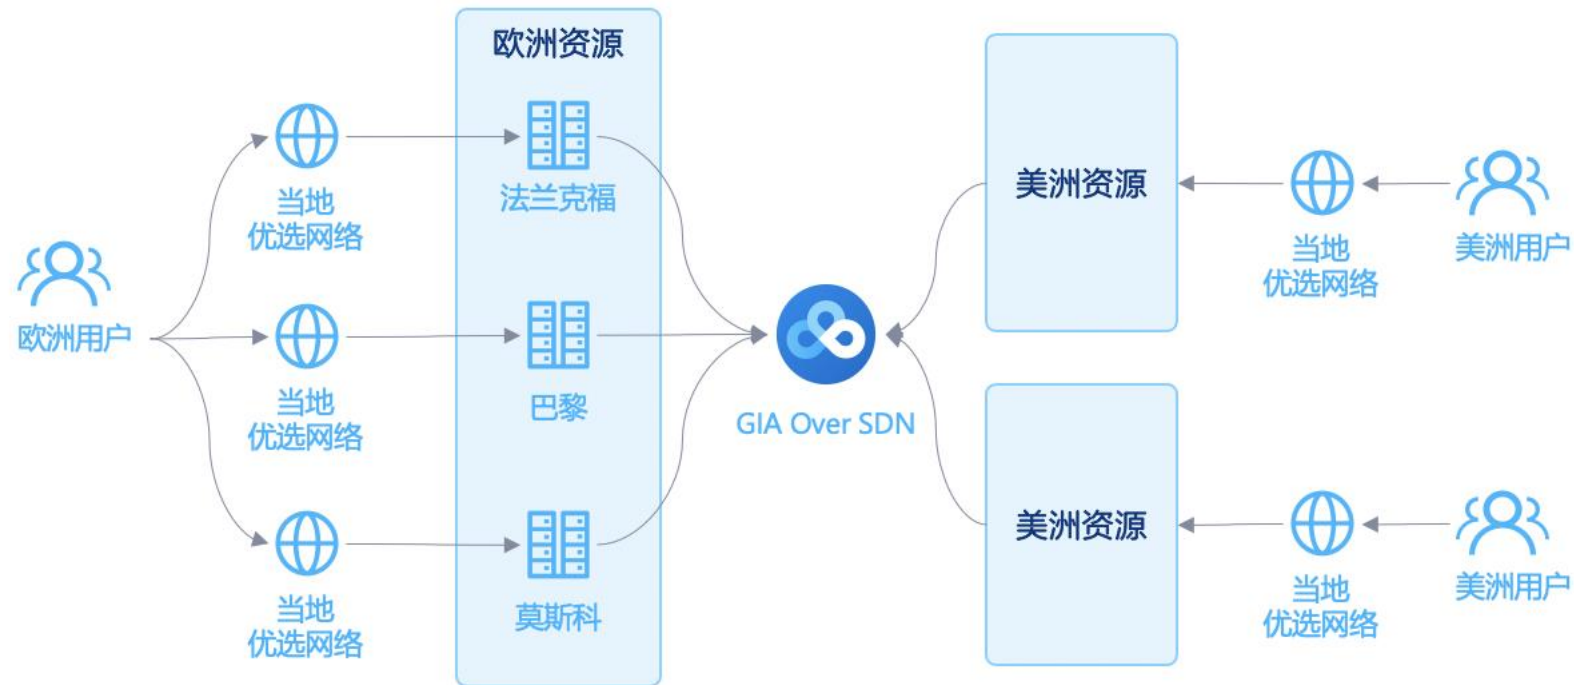 欧洲用户
当地
优选网络
当地
优选网络
当地
优选网络
欧洲资源
法兰克福
巴黎
莫斯科
GIA Over SDN
美洲资源
当地
优选网络
美洲用户
美洲资源
当地
优选网络
美洲用户